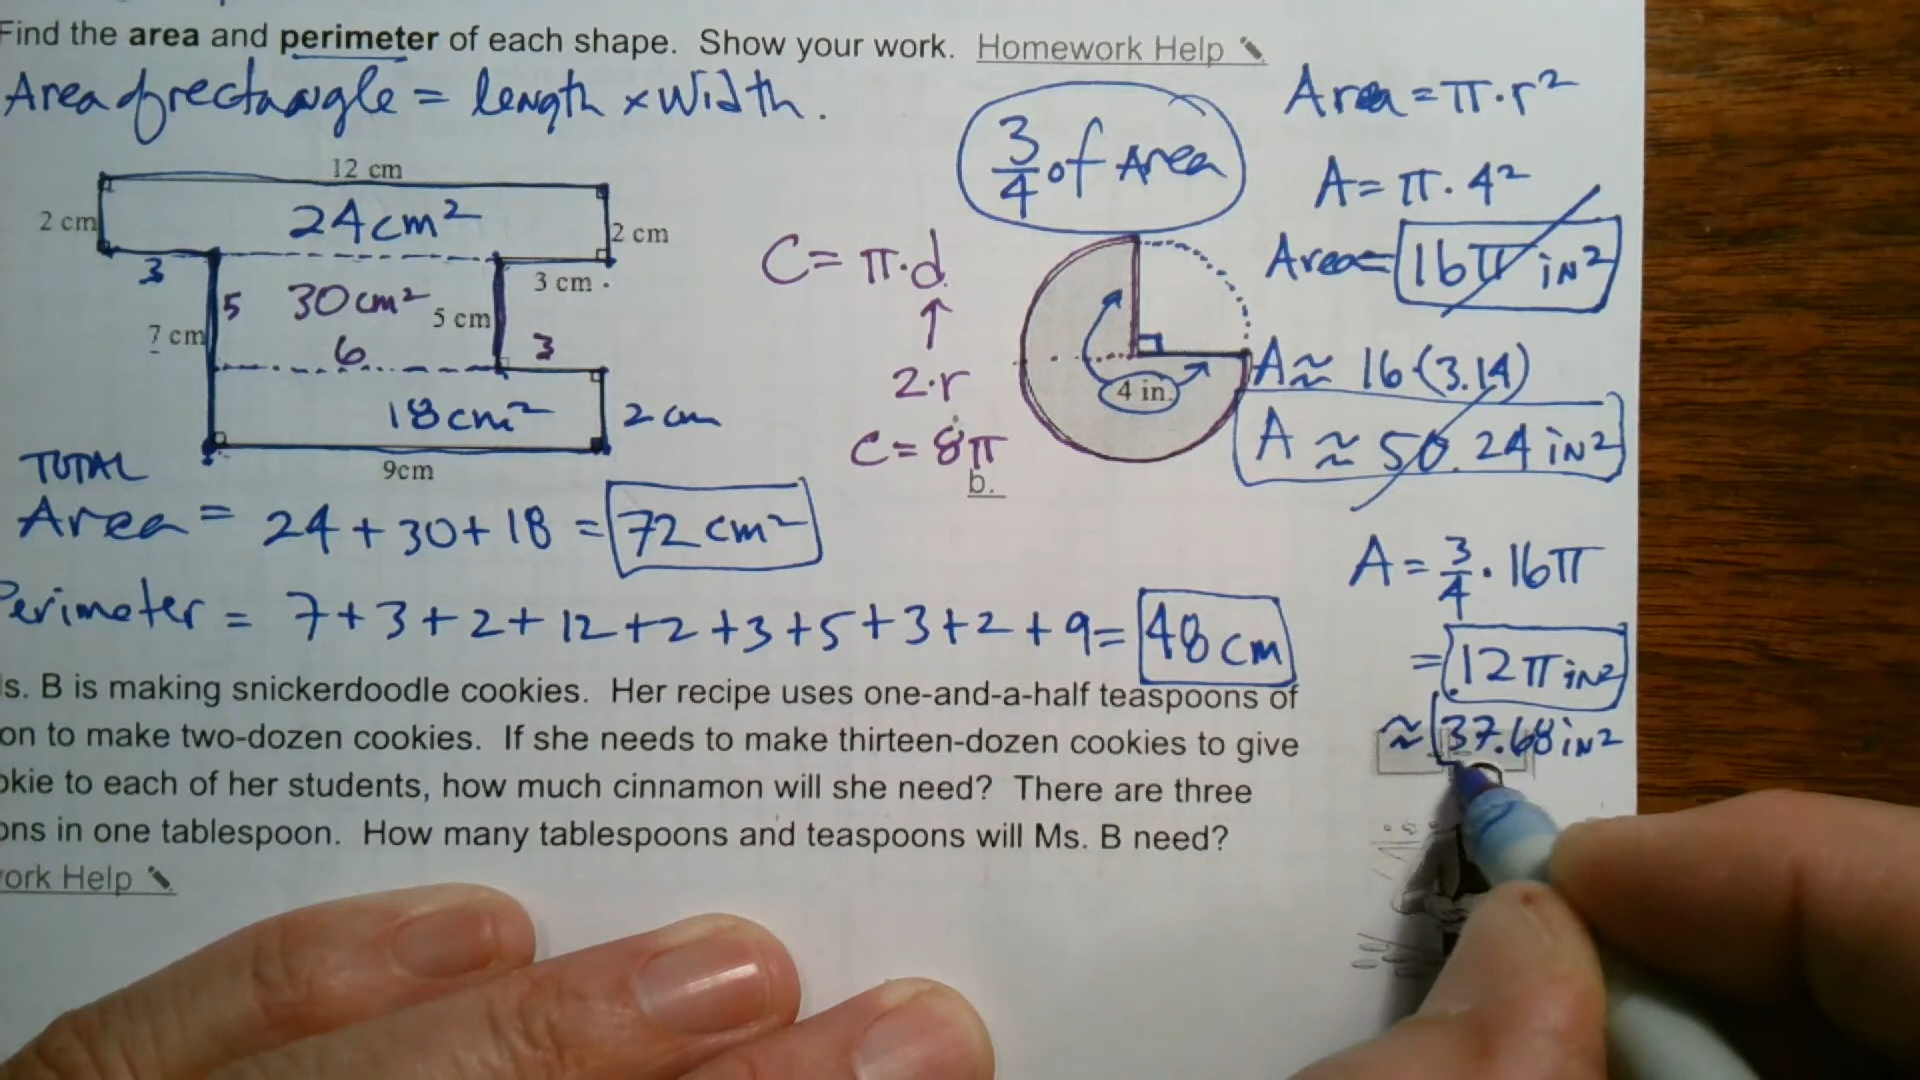 Find the area and perimeter of each shape. Show your work. Homework Help
Area of rectangle = length × width.
12 cm
2 cm
24 cm²
2 cm
3
3 cm
5
30 cm²
5 cm
7 cm
6
3
18 cm²
2 cm
9cm
TOTAL
Area = 24 + 30 + 18 = 72 cm²
Perimeter = 7 + 3 + 2 + 12 + 2 + 3 + 5 + 3 + 2 + 9 = 48 cm
3/4 of Area
C = π·d
2·r
C = 8π
4 in.
b.
Area = π·r²
A = π·4²
Area = 16π in²
A ≈ 16(3.14)
A ≈ 50.24 in²
A = 3/4 · 16π
= 12π in²
≈ 37.68 in²
s. B is making snickerdoodle cookies. Her recipe uses one-and-a-half teaspoons of
on to make two-dozen cookies. If she needs to make thirteen-dozen cookies to give
okie to each of her students, how much cinnamon will she need? There are three
ons in one tablespoon. How many tablespoons and teaspoons will Ms. B need?
ork Help